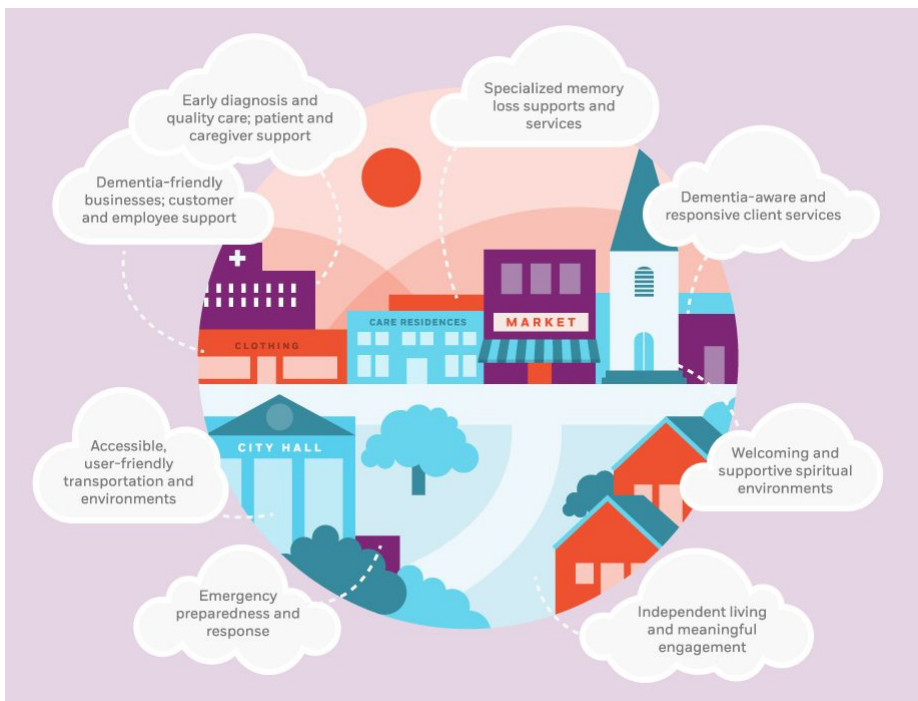 Early diagnosis and
quality care; patient and
caregiver support
Specialized memory
loss supports and
services
Dementia-friendly
businesses; customer
and employee support
Dementia-aware and
responsive client services
CLOTHING
CARE RESIDENCES
MARKET
CITY HALL
Accessible,
user-friendly
transportation and
environments
Welcoming and
supportive spiritual
environments
Emergency
preparedness and
response
Independent living
and meaningful
engagement